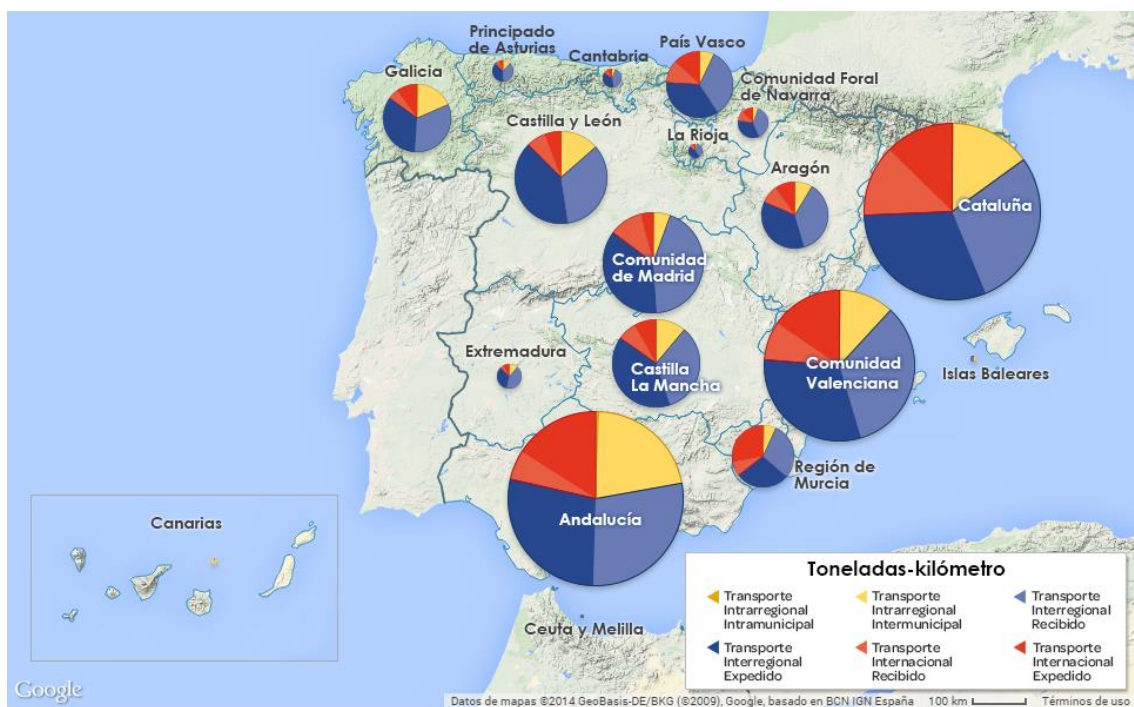 Principado
de Asturias
Cantabria
País Vasco
Galicia
Comunidad Foral
de Navarra
Castilla y León
La Rioja
Aragón
Cataluña
Comunidad
de Madrid
Extremadura
Castilla
La Mancha
Comunidad
Valenciana
Islas Baleares
Región de
Murcia
Andalucía
Canarias
Ceuta y Melilla
Toneladas-kilómetro
Transporte
Intrarregional
Intramunicipal
Transporte
Intrarregional
Intermunicipal
Transporte
Interregional
Recibido
Transporte
Interregional
Expedido
Transporte
Internacional
Recibido
Transporte
Internacional
Expedido
Google
Datos de mapas ©2014 GeoBasis-DE/BKG (©2009), Google, basado en BCN IGN España 100 km Términos de uso